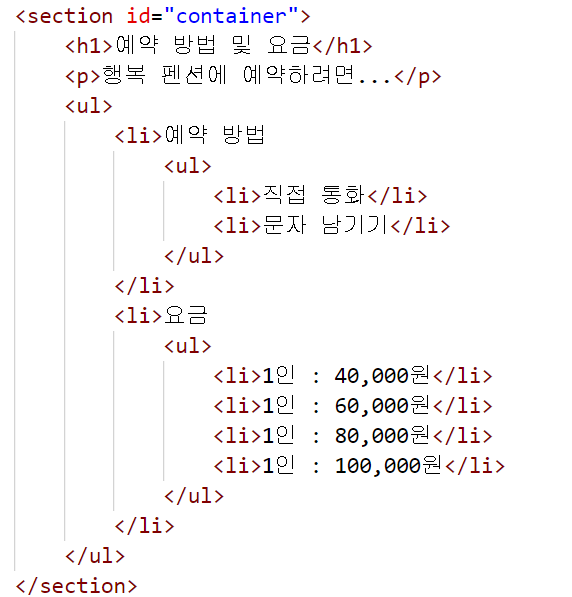 <section id="container">
<h1>예약 방법 및 요금</h1>
<p>행복 펜션에 예약하려면...</p>
<ul>
<li>예약 방법
<ul>
<li>직접 통화</li>
<li>문자 남기기</li>
</ul>
</li>
<li>요금
<ul>
<li>1인 : 40,000원</li>
<li>1인 : 60,000원</li>
<li>1인 : 80,000원</li>
<li>1인 : 100,000원</li>
</ul>
</li>
</ul>
</section>